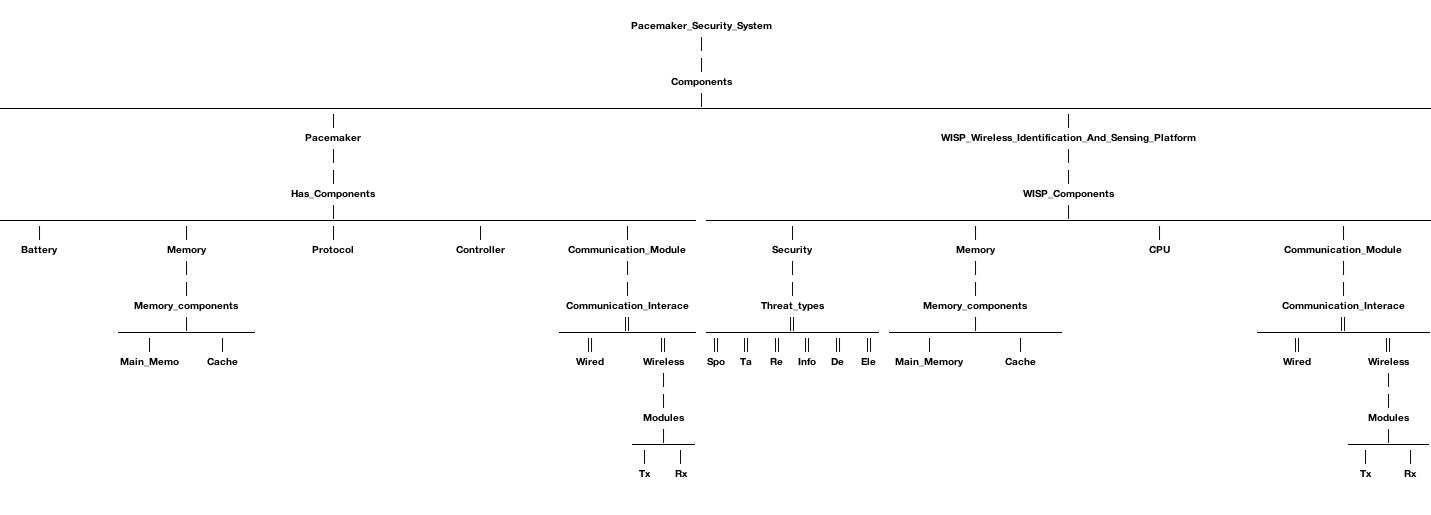 Pacemaker_Security_System
Components
Pacemaker WISP_Wireless_Identification_And_Sensing_Platform
Has_Components WISP_Components
Battery Memory Protocol Controller Communication_Module Security Memory CPU Communication_Module
Memory_components Communication_Interace Threat_types Memory_components Communication_Interace
Main_Memo Cache Wired Wireless Spo Ta Re Info De Ele Main_Memory Cache Wired Wireless
Modules Modules
Tx Rx Tx Rx